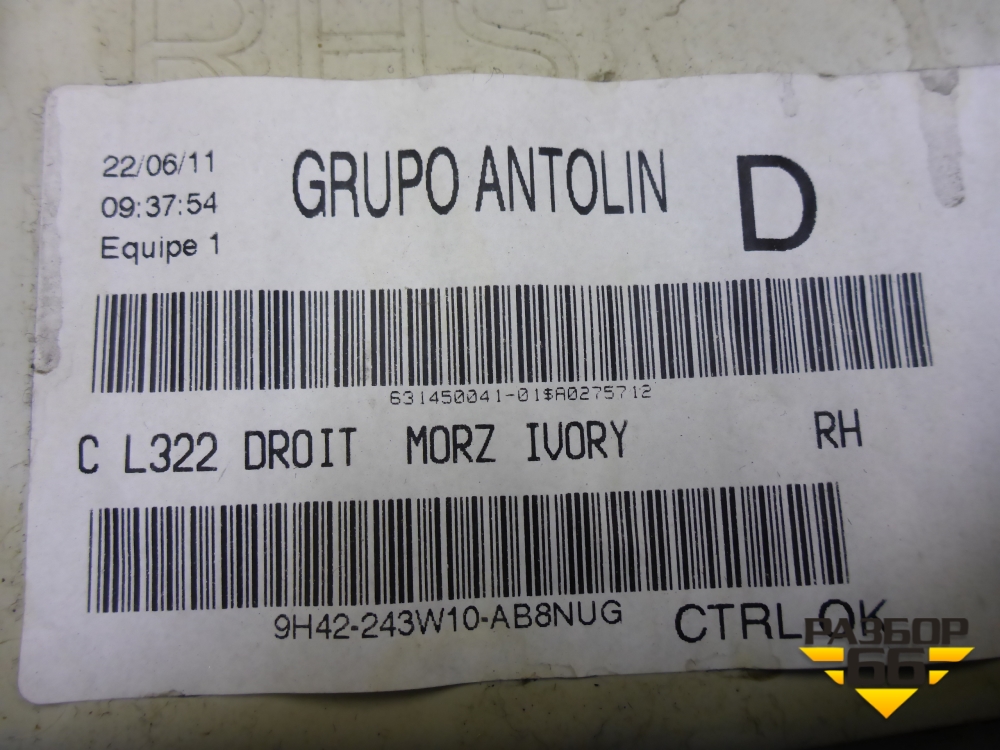 RHS
22/06/11
09:37:54
Equipe 1
GRUPO ANTOLIN
D
631450041-01$A0275712
C L322 DROIT MORZ IVORY RH
9H42-243W10-AB8NUG
CTRL OK
РАЗБОР
66